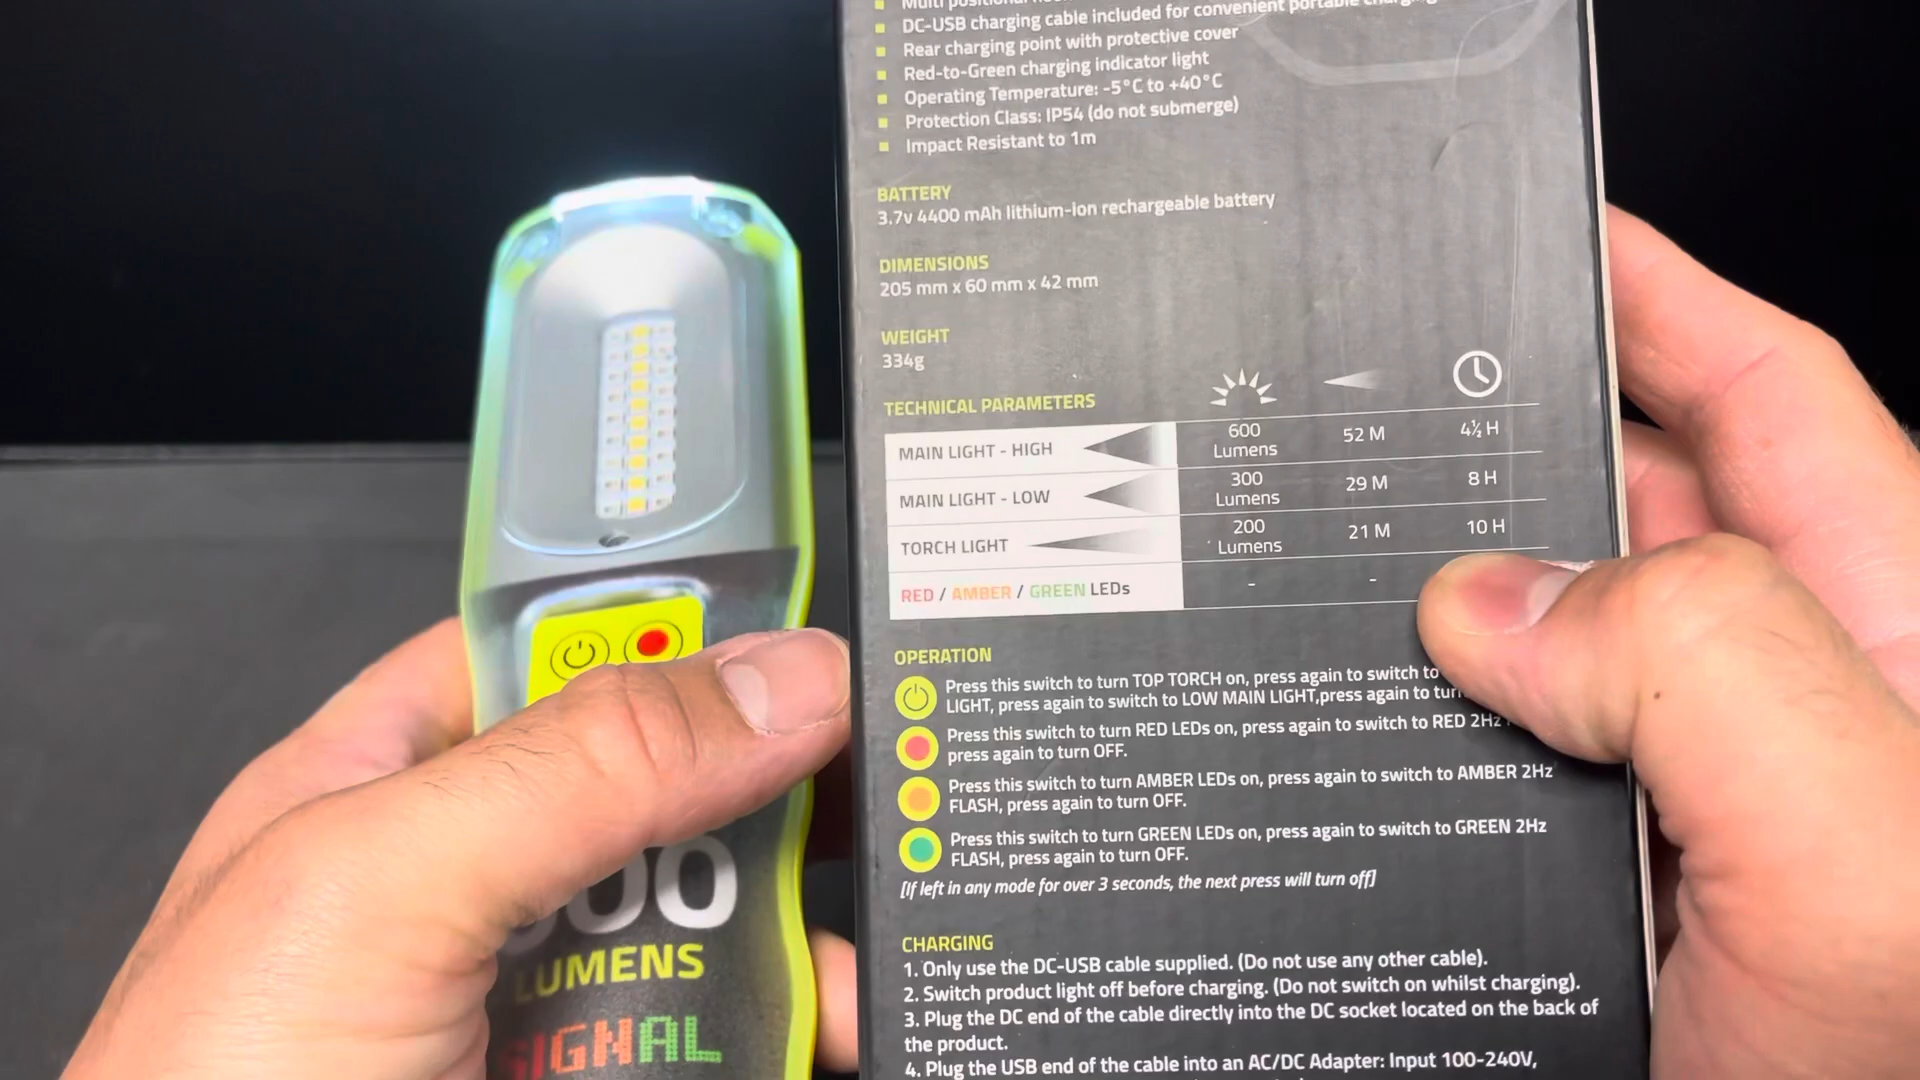 DC-USB charging cable included for convenient portable
Rear charging point with protective cover
Red-to-Green charging indicator light
Operating Temperature: -5°C to +40°C
Protection Class: IP54 (do not submerge)
Impact Resistant to 1m
BATTERY
3.7v 4400 mAh lithium-ion rechargeable battery
DIMENSIONS
205 mm x 60 mm x 42 mm
WEIGHT
334g
TECHNICAL PARAMETERS
MAIN LIGHT - HIGH 600 Lumens 52 M 4½ H
MAIN LIGHT - LOW 300 Lumens 29 M 8 H
TORCH LIGHT 200 Lumens 21 M 10 H
RED / AMBER / GREEN LEDs - -
OPERATION
Press this switch to turn TOP TORCH on, press again to switch to
LIGHT, press again to switch to LOW MAIN LIGHT,press again to
Press this switch to turn RED LEDs on, press again to switch to RED 2Hz
press again to turn OFF.
Press this switch to turn AMBER LEDs on, press again to switch to AMBER 2Hz
FLASH, press again to turn OFF.
Press this switch to turn GREEN LEDs on, press again to switch to GREEN 2Hz
FLASH, press again to turn OFF.
[If left in any mode for over 3 seconds, the next press will turn off]
CHARGING
1. Only use the DC-USB cable supplied. (Do not use any other cable).
2. Switch product light off before charging. (Do not switch on whilst charging).
3. Plug the DC end of the cable directly into the DC socket located on the back of
the product.
4. Plug the USB end of the cable into an AC/DC Adapter: Input 100-240V,
LUMENS
SIGNAL